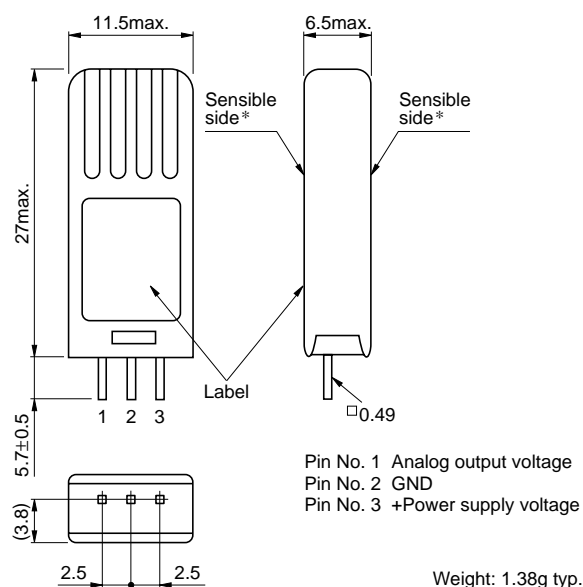 11.5max.
6.5max.
Sensible
side*
Sensible
side*
27max.
Label
5.7±0.5
1 2 3
□0.49
Pin No. 1 Analog output voltage
Pin No. 2 GND
Pin No. 3 +Power supply voltage
(3.8)
2.5 2.5
Weight: 1.38g typ.